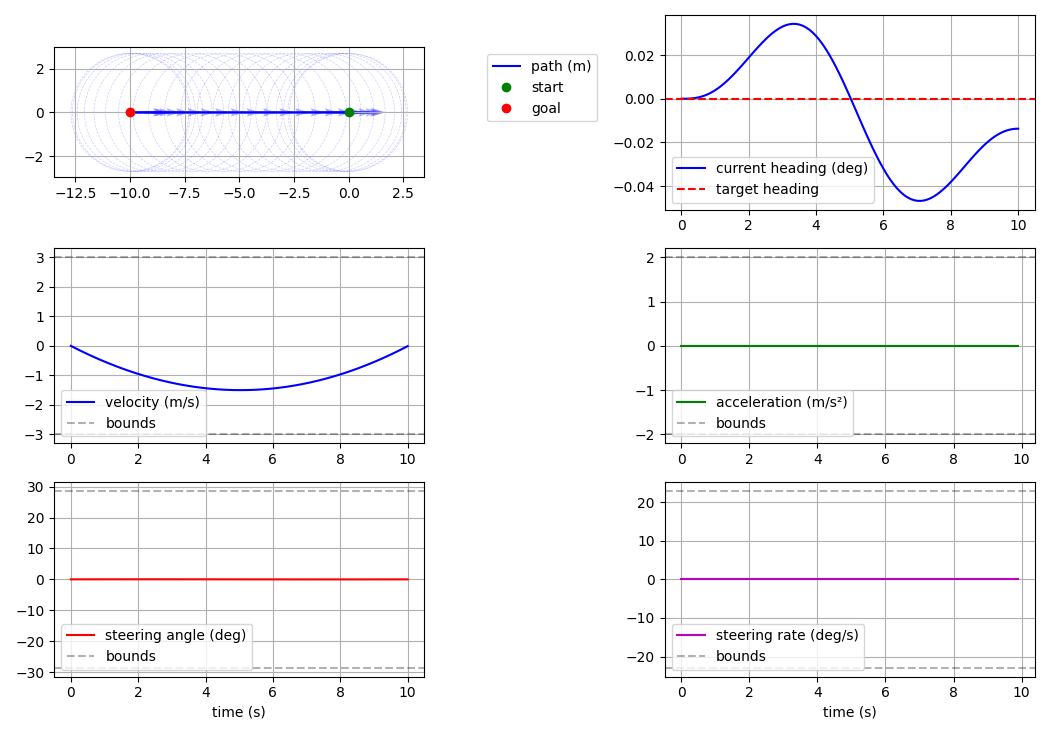 2
0
−2
−12.5 −10.0 −7.5 −5.0 −2.5 0.0 2.5
path (m)
start
goal
0.02
0.00
−0.02
−0.04
current heading (deg)
target heading
0 2 4 6 8 10
3
2
1
0
−1
−2
−3
velocity (m/s)
bounds
0 2 4 6 8 10
2
1
0
−1
−2
acceleration (m/s²)
bounds
0 2 4 6 8 10
30
20
10
0
−10
−20
−30
steering angle (deg)
bounds
0 2 4 6 8 10
time (s)
20
10
0
−10
−20
steering rate (deg/s)
bounds
0 2 4 6 8 10
time (s)